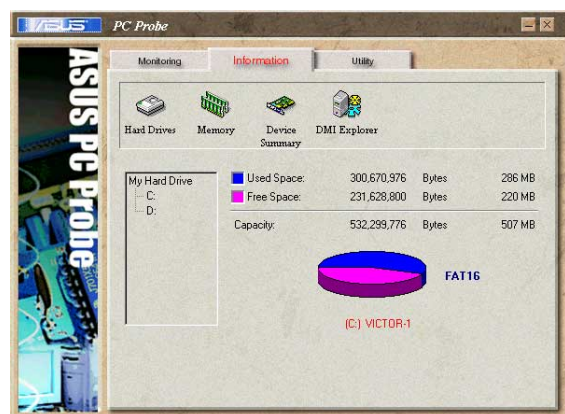 /ISUS PC Probe
ASUS PC Probe
Monitoring Information Utility
Hard Drives Memory Device Summary DMI Explorer
My Hard Drive
C:
D:
Used Space: 300,670,976 Bytes 286 MB
Free Space: 231,628,800 Bytes 220 MB
Capacity: 532,299,776 Bytes 507 MB
FAT16
(C:) VICTOR-1